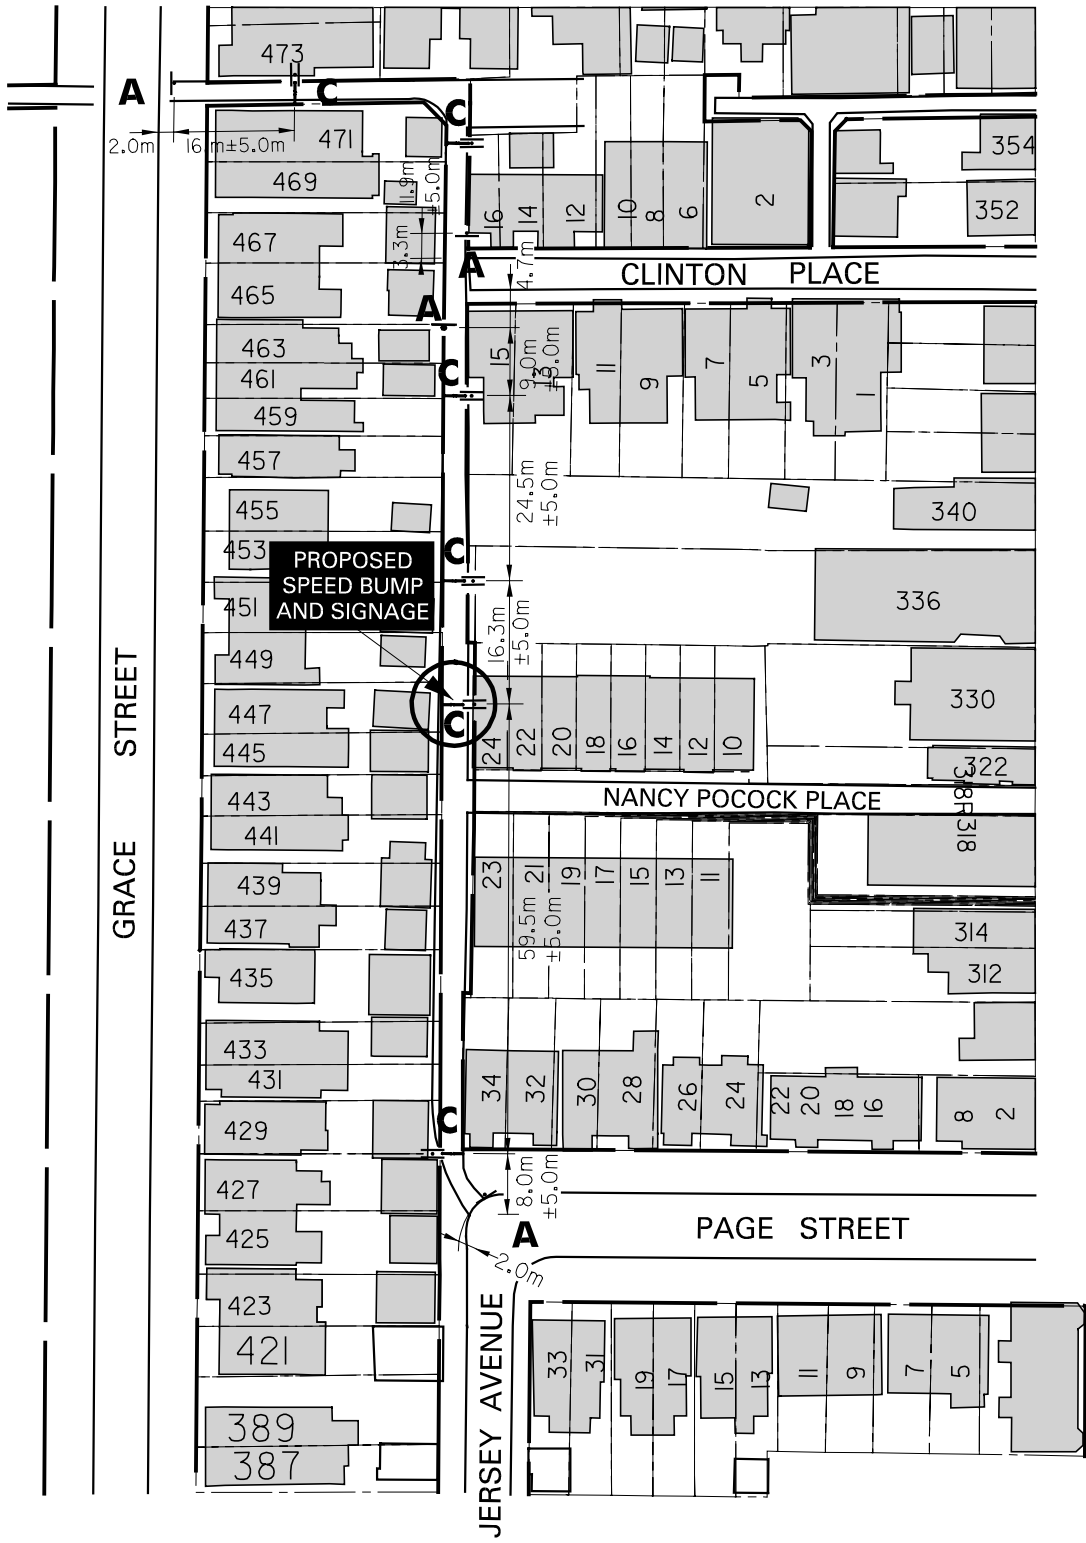 473
A
C
C
2.0m
16 m±5.0m
471
469
11.9m
±5.0m
3.3m
467
465
463
461
459
457
455
453
451
449
447
445
443
441
439
437
435
433
431
429
427
425
423
421
389
387
16
14
12
10
8
6
2
354
352
4.7m
A
A
CLINTON PLACE
15
13
9.0m
±5.0m
11
9
7
5
3
1
C
24.5m
±5.0m
340
C
PROPOSED
SPEED BUMP
AND SIGNAGE
336
16.3m
±5.0m
330
C
24
22
20
18
16
14
12
10
322
318R
318
NANCY POCOCK PLACE
23
21
19
17
15
13
11
59.5m
±5.0m
314
312
GRACE STREET
34
32
30
28
26
24
22
20
18
16
8
2
C
8.0m
±5.0m
A
2.0m
PAGE STREET
JERSEY AVENUE
33
31
19
17
15
13
11
9
7
5